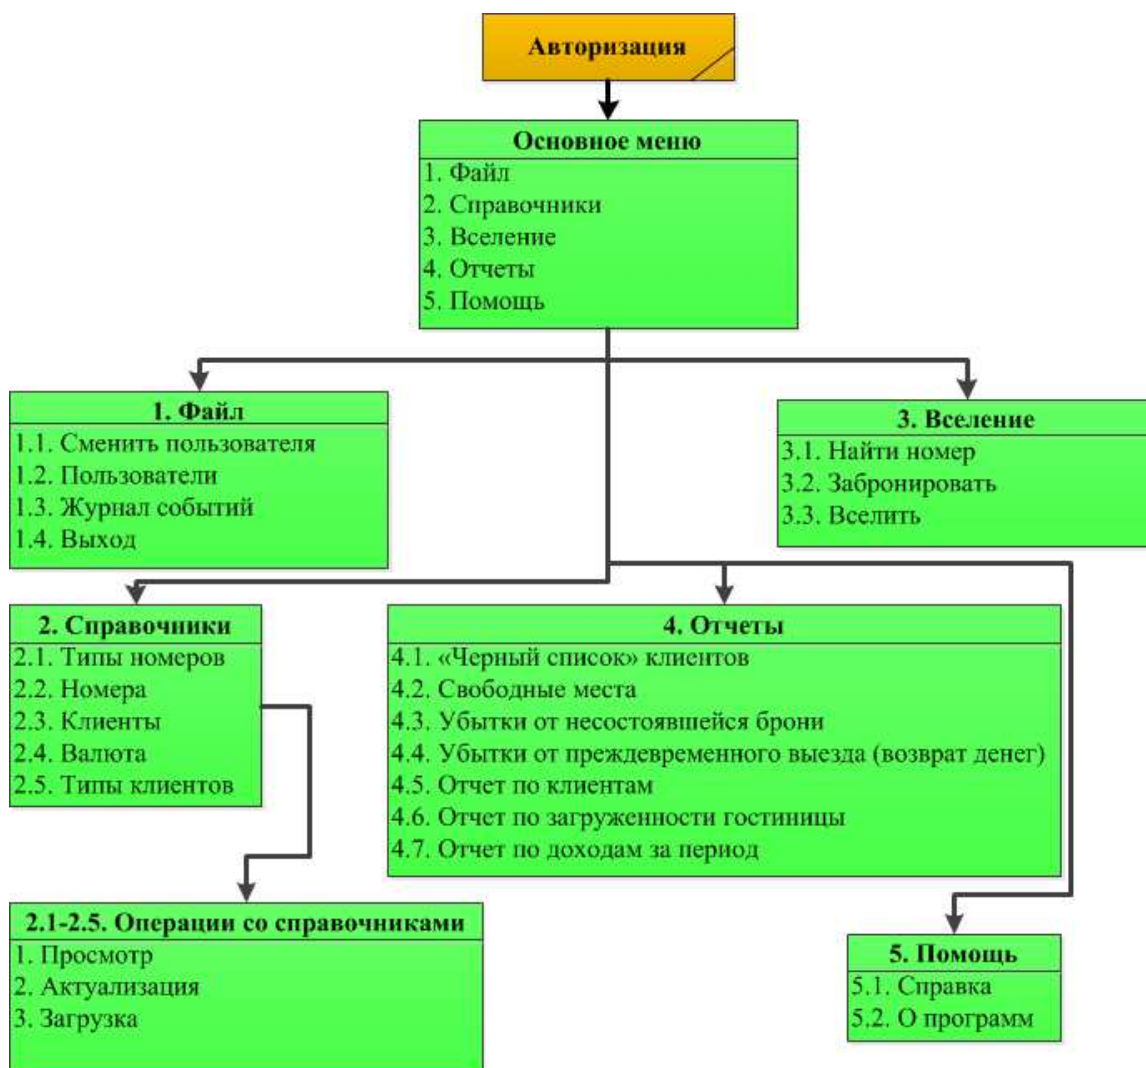 Авторизация
Основное меню
1. Файл
2. Справочники
3. Вселение
4. Отчеты
5. Помощь
1. Файл
1.1. Сменить пользователя
1.2. Пользователи
1.3. Журнал событий
1.4. Выход
3. Вселение
3.1. Найти номер
3.2. Забронировать
3.3. Вселить
2. Справочники
2.1. Типы номеров
2.2. Номера
2.3. Клиенты
2.4. Валюта
2.5. Типы клиентов
4. Отчеты
4.1. «Черный список» клиентов
4.2. Свободные места
4.3. Убытки от несостоявшейся брони
4.4. Убытки от преждевременного выезда (возврат денег)
4.5. Отчет по клиентам
4.6. Отчет по загруженности гостиницы
4.7. Отчет по доходам за период
2.1-2.5. Операции со справочниками
1. Просмотр
2. Актуализация
3. Загрузка
5. Помощь
5.1. Справка
5.2. О программ